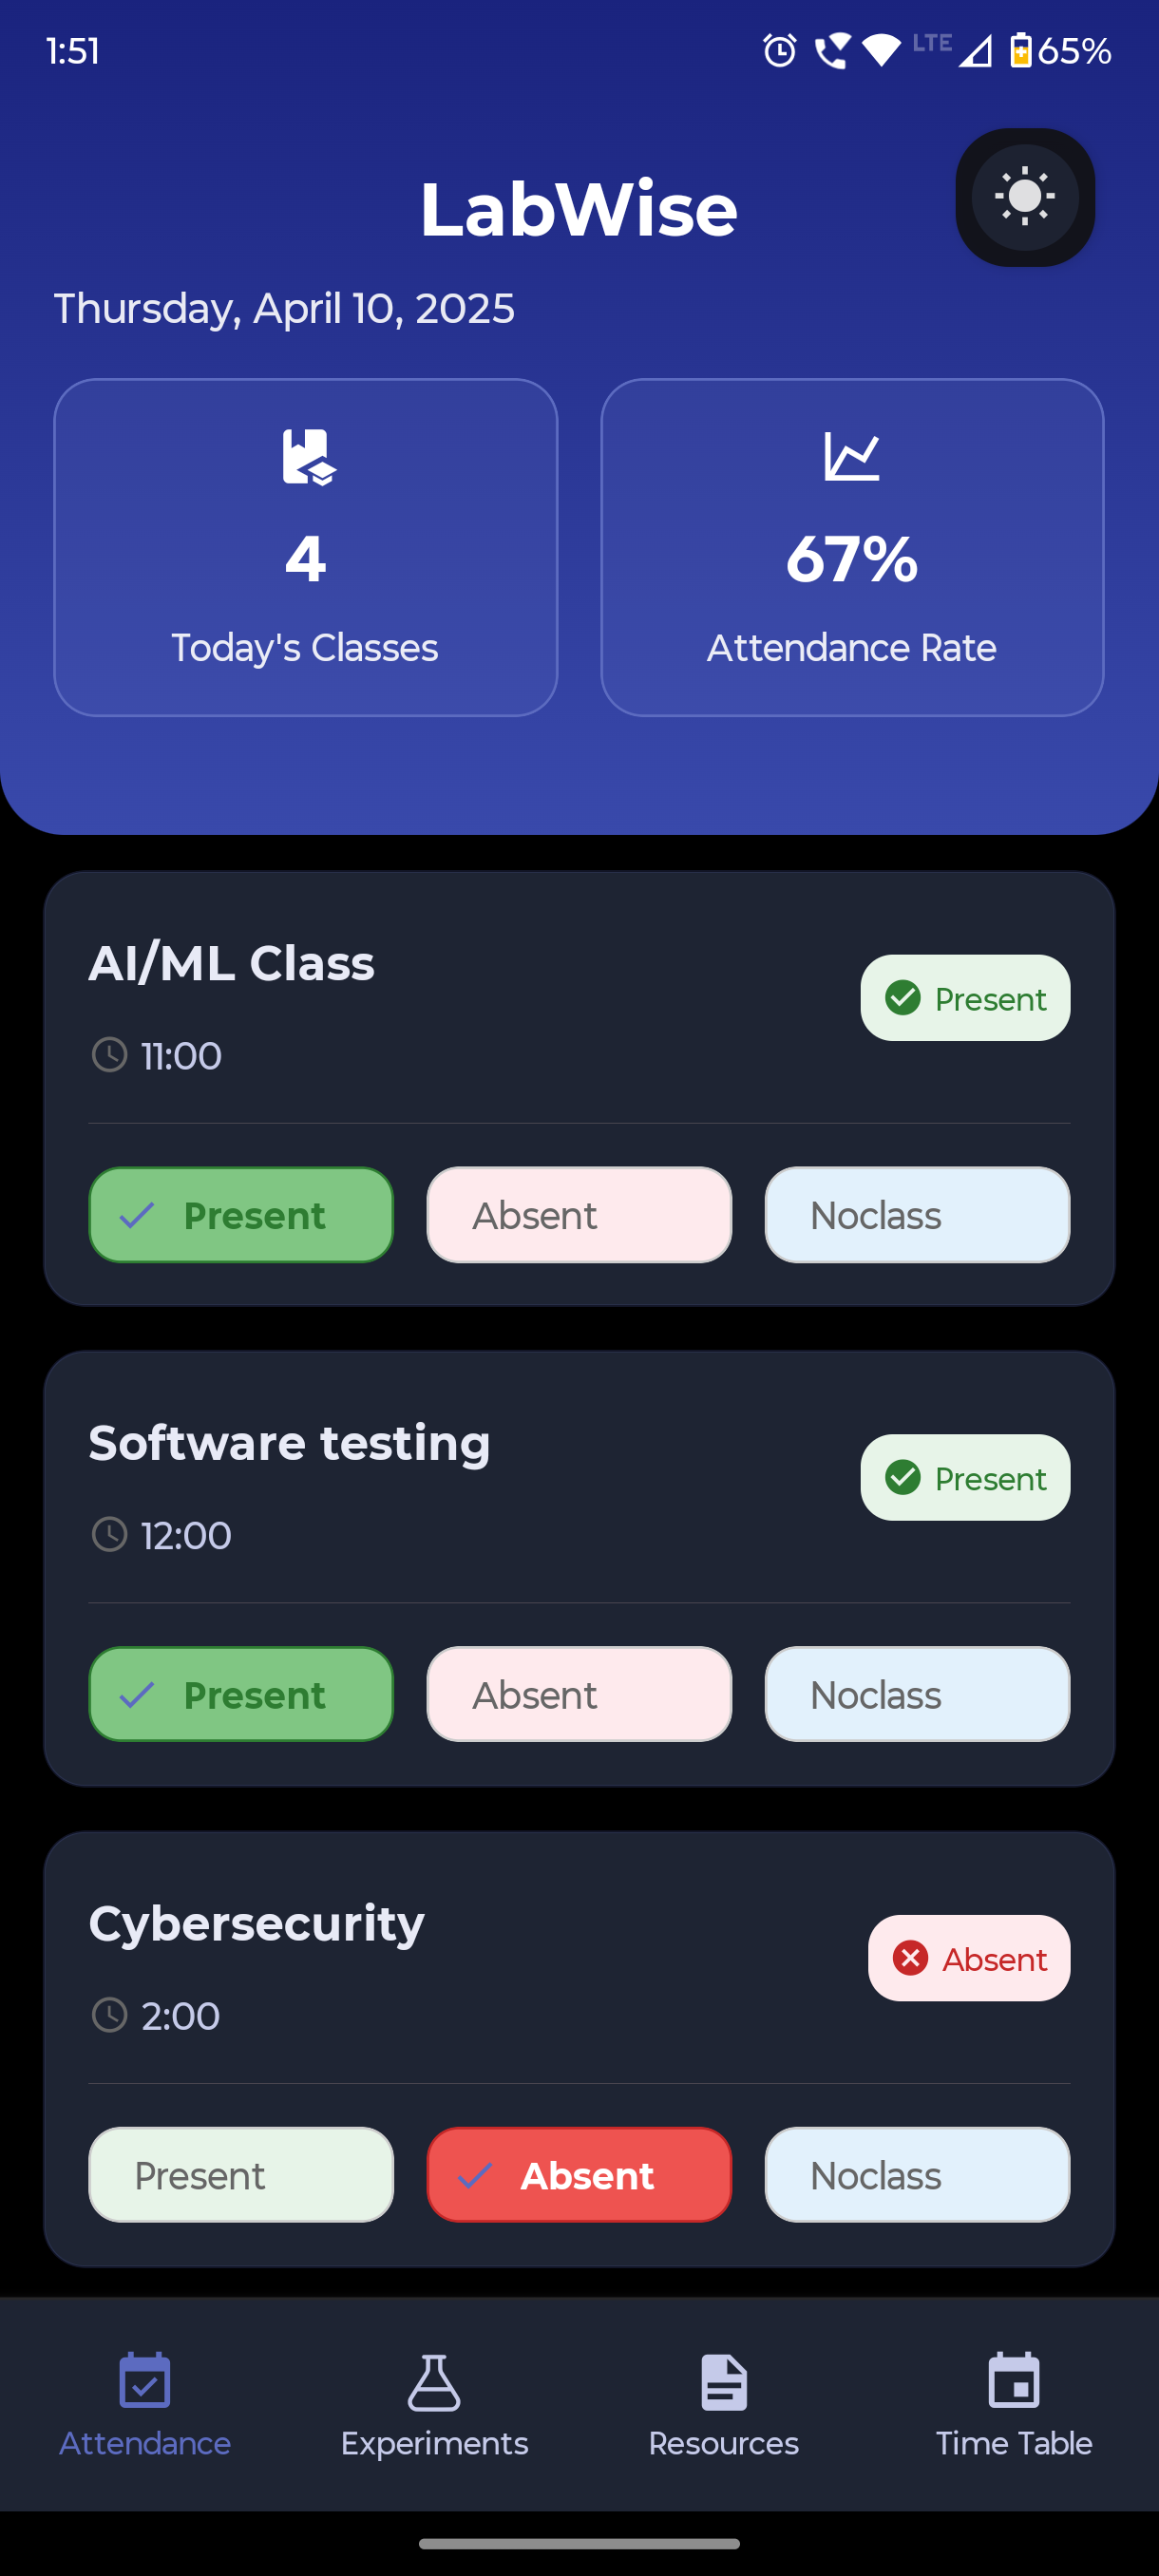 1:51 LTE 65%
LabWise
Thursday, April 10, 2025
4 67%
Today's Classes Attendance Rate
AI/ML Class
Present
11:00
Present Absent Noclass
Software testing
Present
12:00
Present Absent Noclass
Cybersecurity
Absent
2:00
Present Absent Noclass
Attendance Experiments Resources Time Table